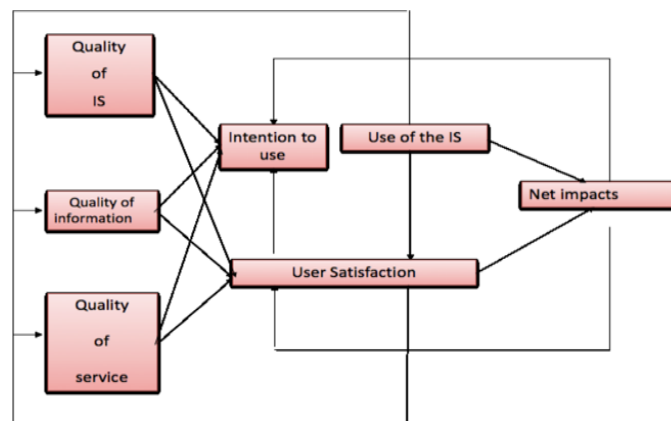 Quality
of
IS
Intention to
use
Use of the IS
Quality of
information
Net impacts
User Satisfaction
Quality
of
service